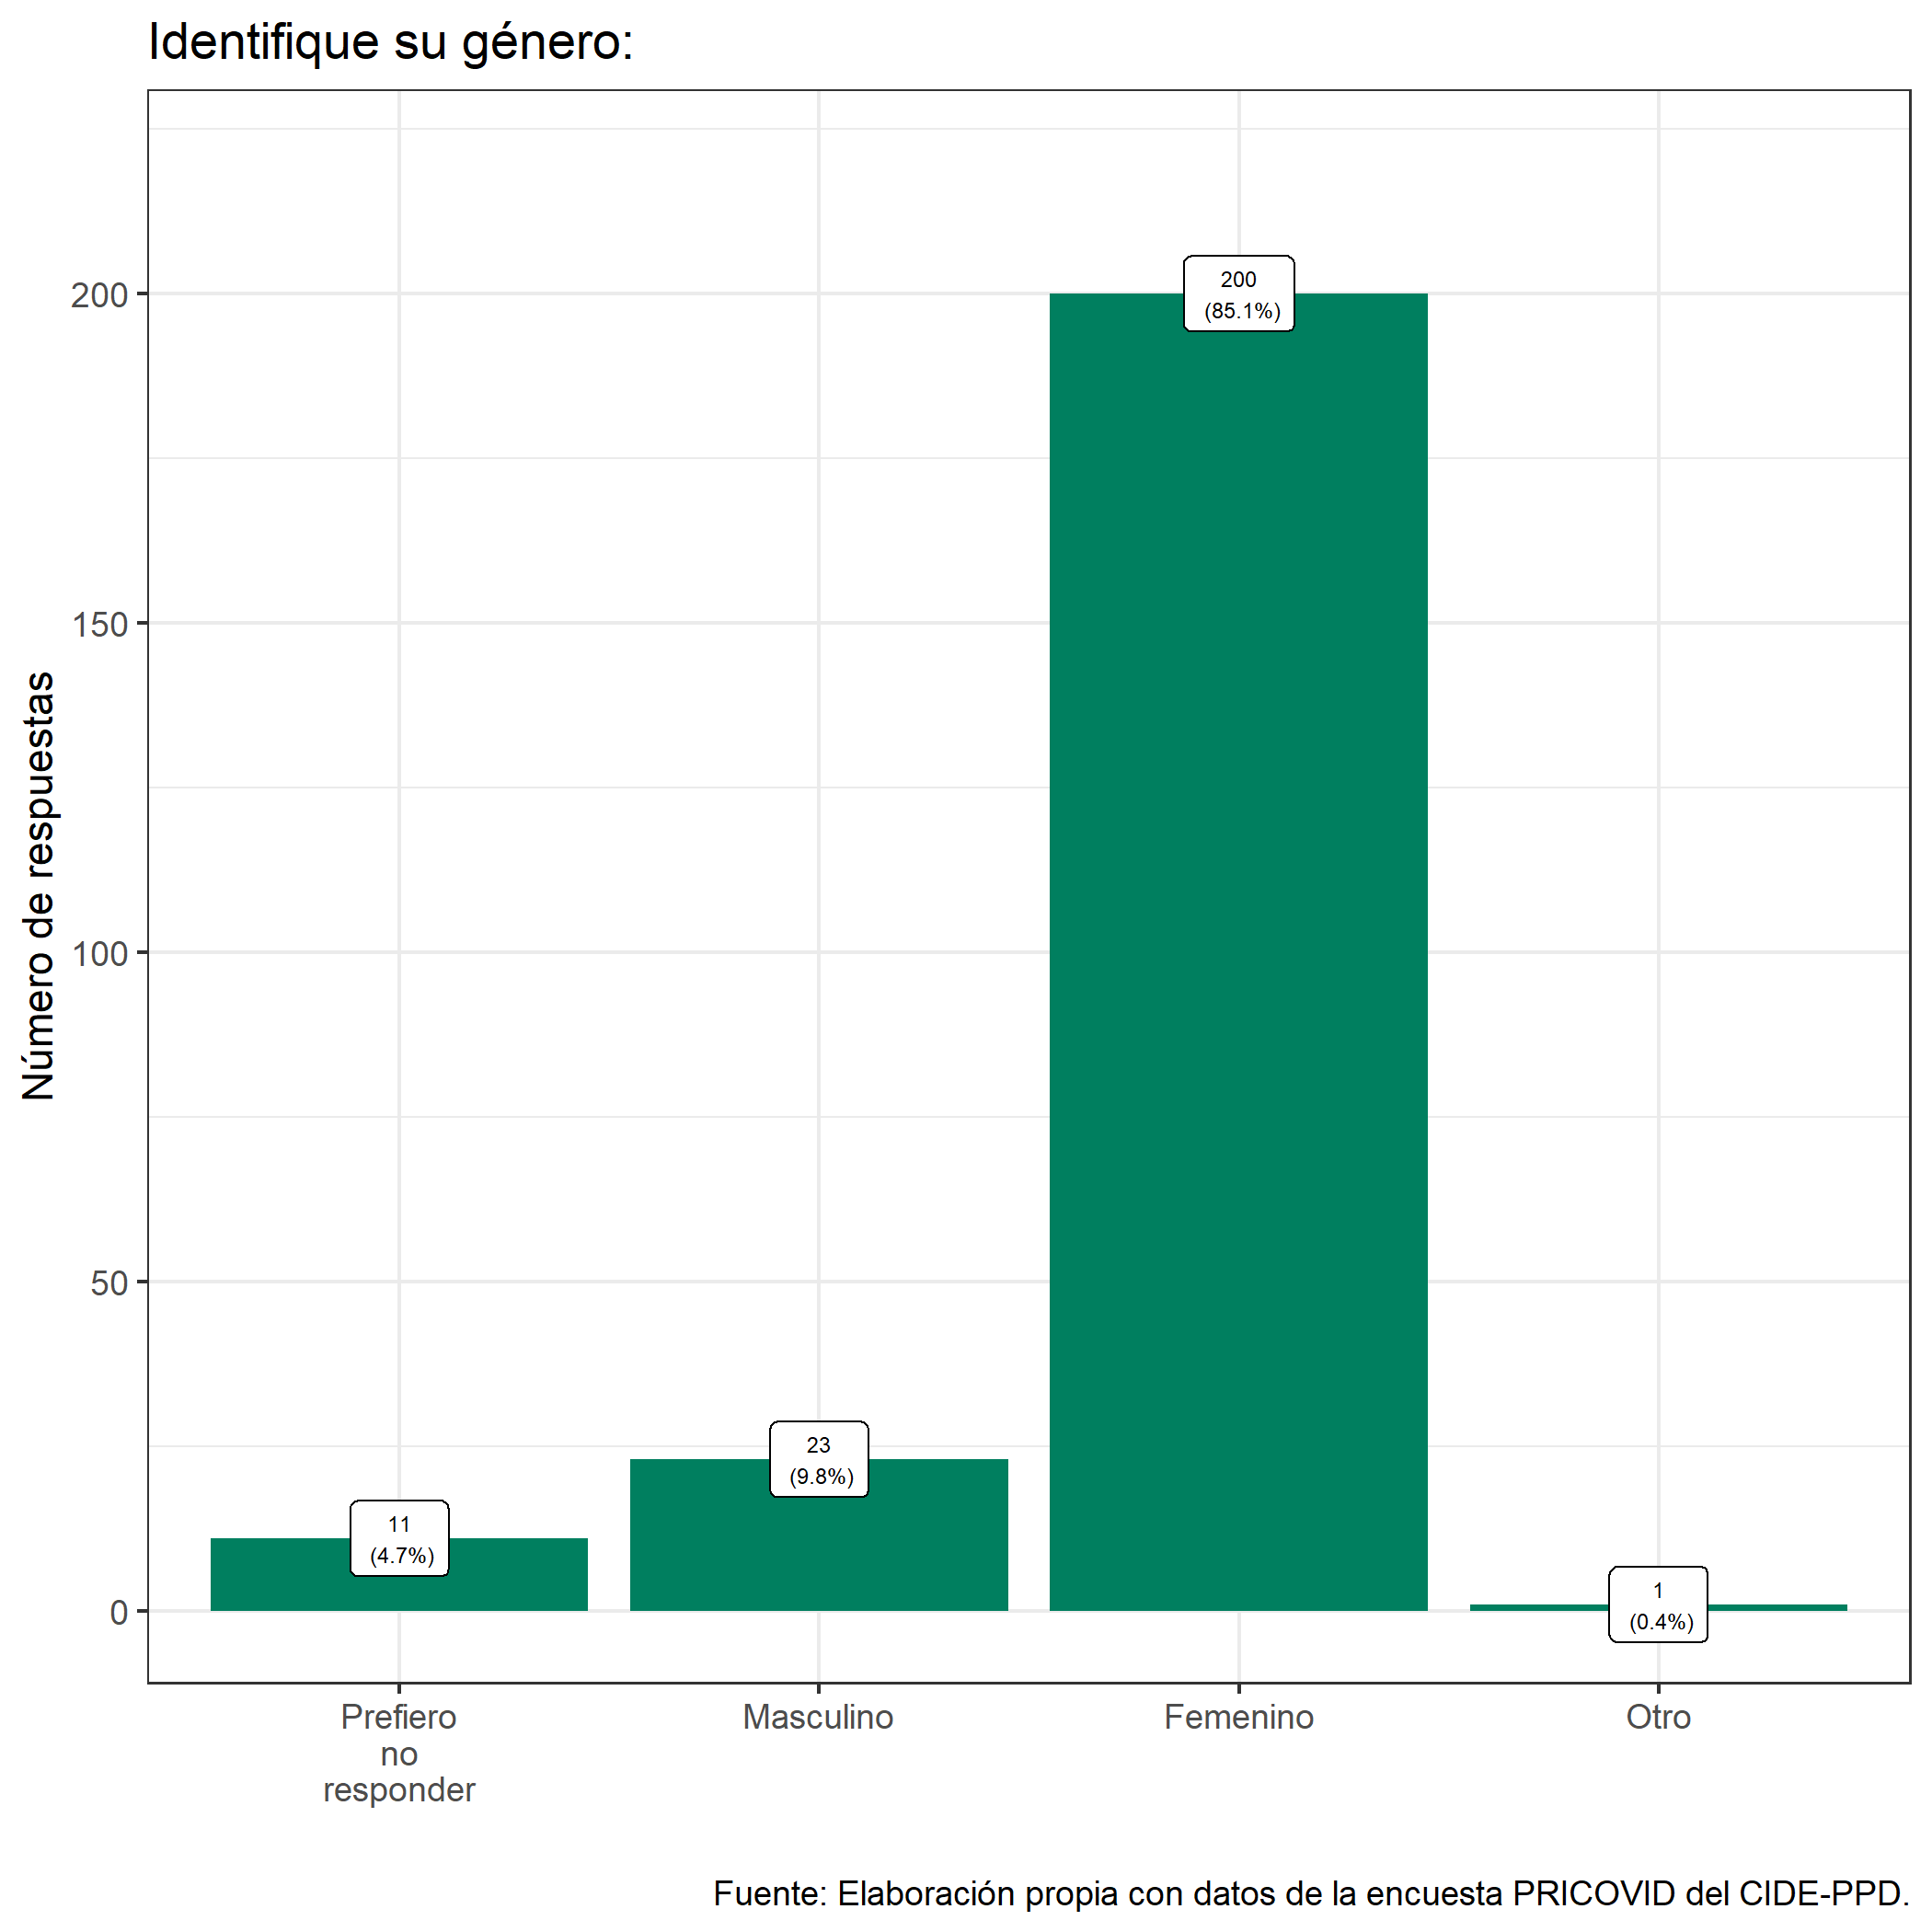 Identifique su género:
Número de respuestas
200
150
100
50
0
11
(4.7%)
23
(9.8%)
200
(85.1%)
1
(0.4%)
Prefiero
no
responder
Masculino
Femenino
Otro
Fuente: Elaboración propia con datos de la encuesta PRICOVID del CIDE-PPD.